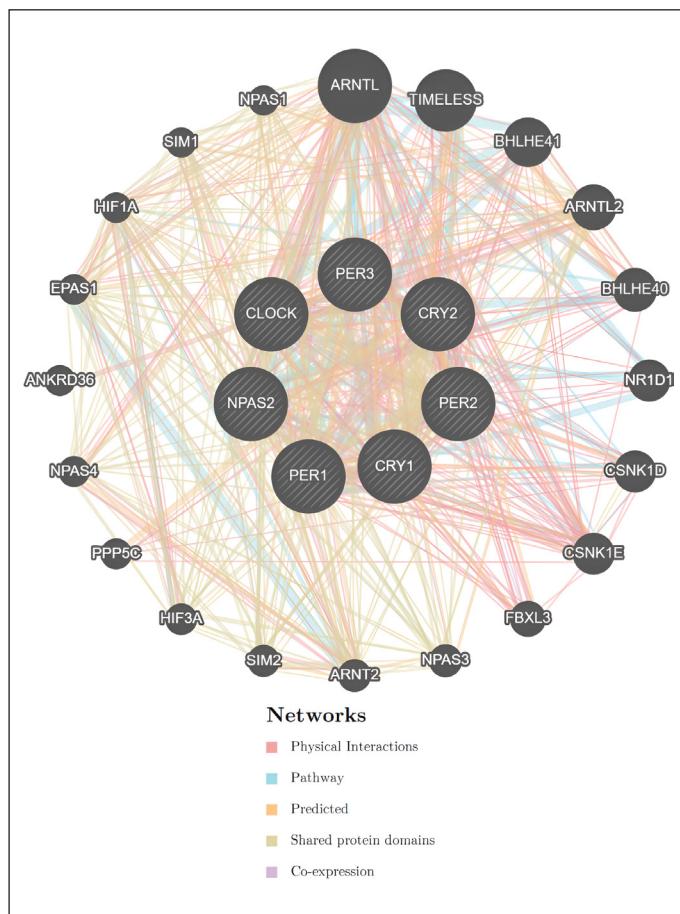 ARNTL
TIMELESS
NPAS1
BHLHE41
SIM1
HIF1A
ARNTL2
PER3
EPAS1
BHLHE40
CLOCK
CRY2
ANKRD36
NR1D1
NPAS2
PER2
NPAS4
CSNK1D
PER1
CRY1
PPP5C
CSNK1E
HIF3A
FBXL3
SIM2
NPAS3
ARNT2
Networks
Physical Interactions
Pathway
Predicted
Shared protein domains
Co-expression